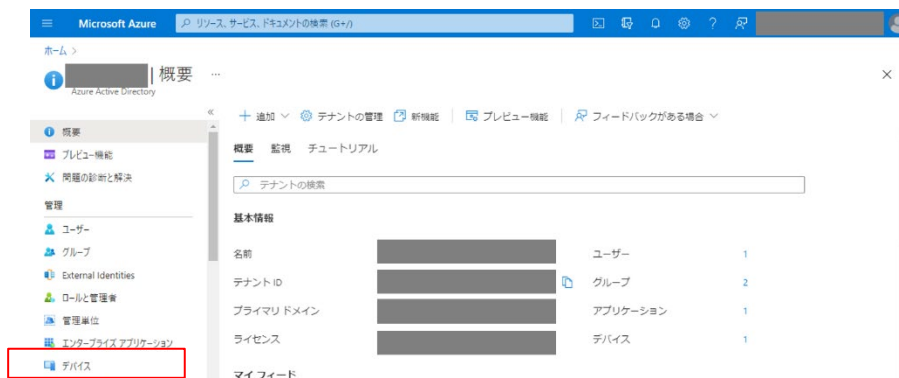 Microsoft Azure
リソース、サービス、ドキュメントの検索 (G+/)
ホーム >
| 概要 ...
Azure Active Directory
概要
プレビュー機能
問題の診断と解決
管理
ユーザー
グループ
External Identities
ロールと管理者
管理単位
エンタープライズ アプリケーション
デバイス
追加 テナントの管理 新機能 プレビュー機能 フィードバックがある場合
概要 監視 チュートリアル
テナントの検索
基本情報
名前 ユーザー 1
テナント ID グループ 2
プライマリ ドメイン アプリケーション 1
ライセンス デバイス 1
マイ フィード